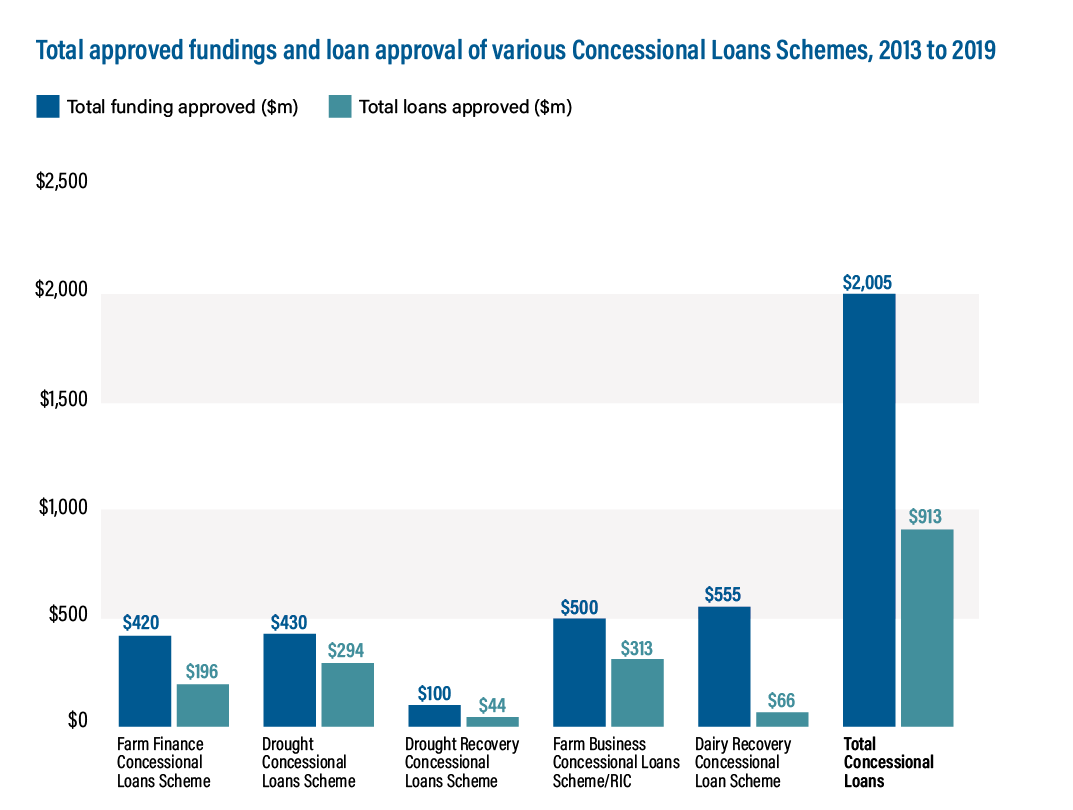 Total approved fundings and loan approval of various Concessional Loans Schemes, 2013 to 2019
Total funding approved ($m)
Total loans approved ($m)
$2,500
$2,000
$1,500
$1,000
$500
$0
$420
$196
$430
$294
$100
$44
$500
$313
$555
$66
$2,005
$913
Farm Finance
Concessional
Loans Scheme
Drought
Concessional
Loans Scheme
Drought Recovery
Concessional
Loans Scheme
Farm Business
Concessional Loans
Scheme/RIC
Dairy Recovery
Concessional
Loan Scheme
Total
Concessional
Loans